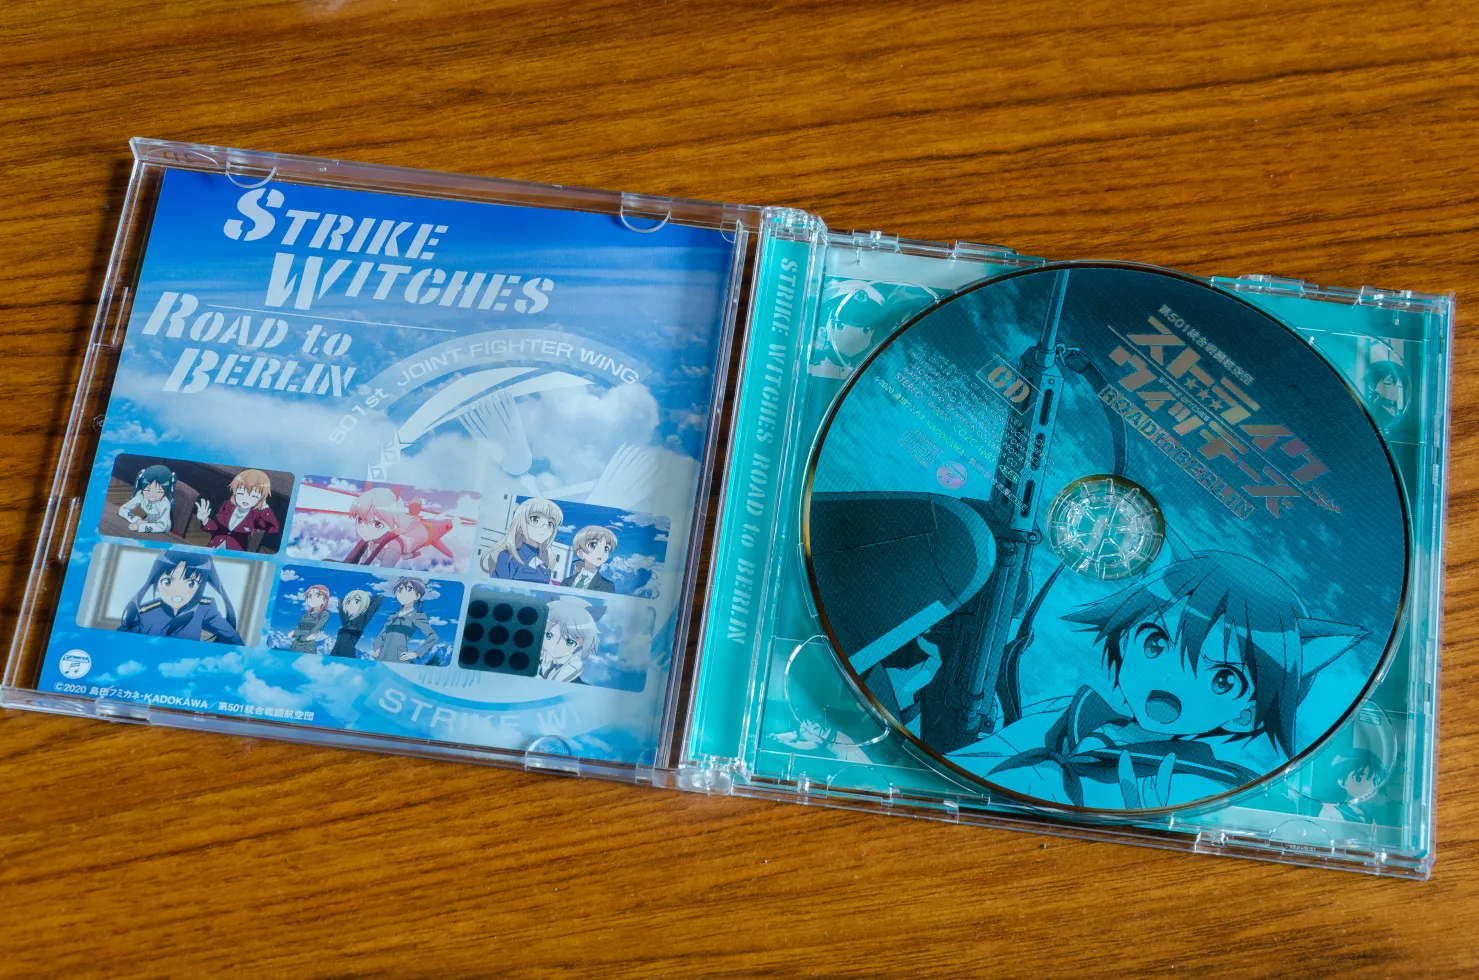 STRIKE
WITCHES
ROAD to
BERLIN
501st JOINT FIGHTER WING
STRIKE WI
©2020 島田フミカネ・KADOKAWA／第501統合戦闘航空団
STRIKE WITCHES ROAD to BERLIN
第501統合戦闘航空団
ストライク
ウィッチーズ
STRIKE WITCHES
ROAD to BERLIN
CD
STEREO